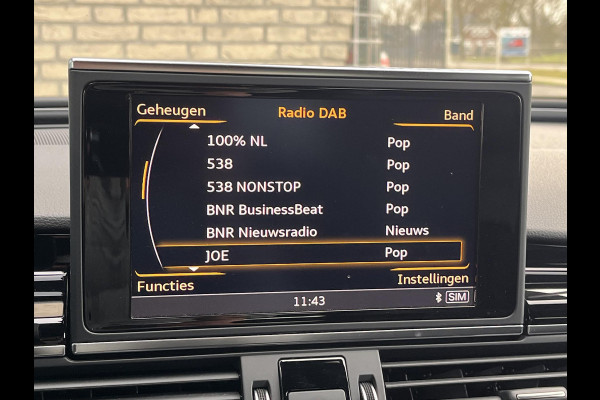 Geheugen Radio DAB Band
100% NL Pop
538 Pop
538 NONSTOP Pop
BNR BusinessBeat Pop
BNR Nieuwsradio Nieuws
JOE Pop
Functies Instellingen
11:43 SIM